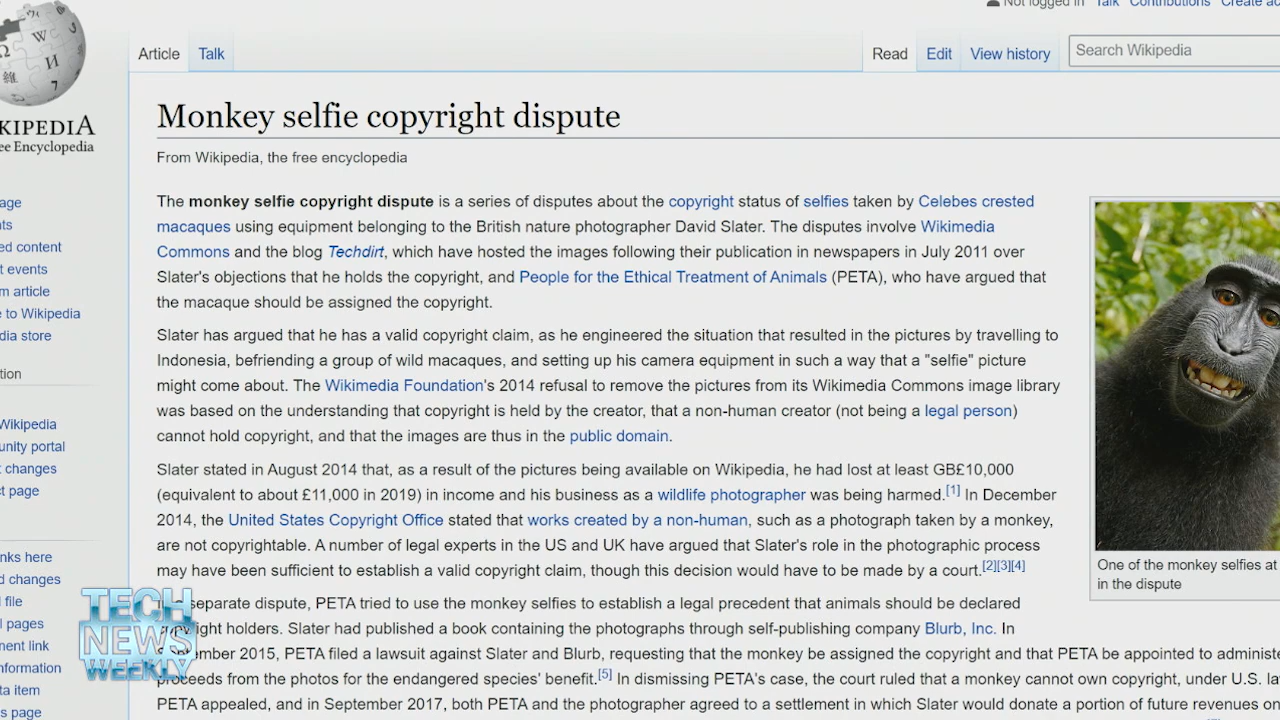 Not logged in Talk Contributions Create
Article Talk Read Edit View history Search Wikipedia
KIPEDIA
ee Encyclopedia
Monkey selfie copyright dispute
From Wikipedia, the free encyclopedia
The monkey selfie copyright dispute is a series of disputes about the copyright status of selfies taken by Celebes crested
macaques using equipment belonging to the British nature photographer David Slater. The disputes involve Wikimedia
Commons and the blog Techdirt, which have hosted the images following their publication in newspapers in July 2011 over
Slater's objections that he holds the copyright, and People for the Ethical Treatment of Animals (PETA), who have argued that
the macaque should be assigned the copyright.
Slater has argued that he has a valid copyright claim, as he engineered the situation that resulted in the pictures by travelling to
Indonesia, befriending a group of wild macaques, and setting up his camera equipment in such a way that a "selfie" picture
might come about. The Wikimedia Foundation's 2014 refusal to remove the pictures from its Wikimedia Commons image library
was based on the understanding that copyright is held by the creator, that a non-human creator (not being a legal person)
cannot hold copyright, and that the images are thus in the public domain.
Slater stated in August 2014 that, as a result of the pictures being available on Wikipedia, he had lost at least GB£10,000
(equivalent to about £11,000 in 2019) in income and his business as a wildlife photographer was being harmed.[1] In December
2014, the United States Copyright Office stated that works created by a non-human, such as a photograph taken by a monkey,
are not copyrightable. A number of legal experts in the US and UK have argued that Slater's role in the photographic process
may have been sufficient to establish a valid copyright claim, though this decision would have to be made by a court.[2][3][4]
separate dispute, PETA tried to use the monkey selfies to establish a legal precedent that animals should be declared
copyright holders. Slater had published a book containing the photographs through self-publishing company Blurb, Inc. In
September 2015, PETA filed a lawsuit against Slater and Blurb, requesting that the monkey be assigned the copyright and that PETA be appointed to administe
proceeds from the photos for the endangered species' benefit.[5] In dismissing PETA's case, the court ruled that a monkey cannot own copyright, under U.S. la
PETA appealed, and in September 2017, both PETA and the photographer agreed to a settlement in which Slater would donate a portion of future revenues on
One of the monkey selfies at
in the dispute
age
nts
ed content
t events
m article
e to Wikipedia
dia store
tion
Wikipedia
unity portal
t changes
ct page
nks here
d changes
l file
l pages
nent link
nformation
ta item
s page
TECH
NEWS
WEEKLY